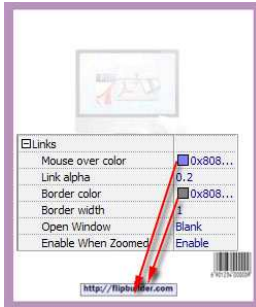 Links
Mouse over color 0x808...
Link alpha 0.2
Border color 0x808...
Border width 1
Open Window Blank
Enable When Zoomed Enable
http://flipbuilder.com